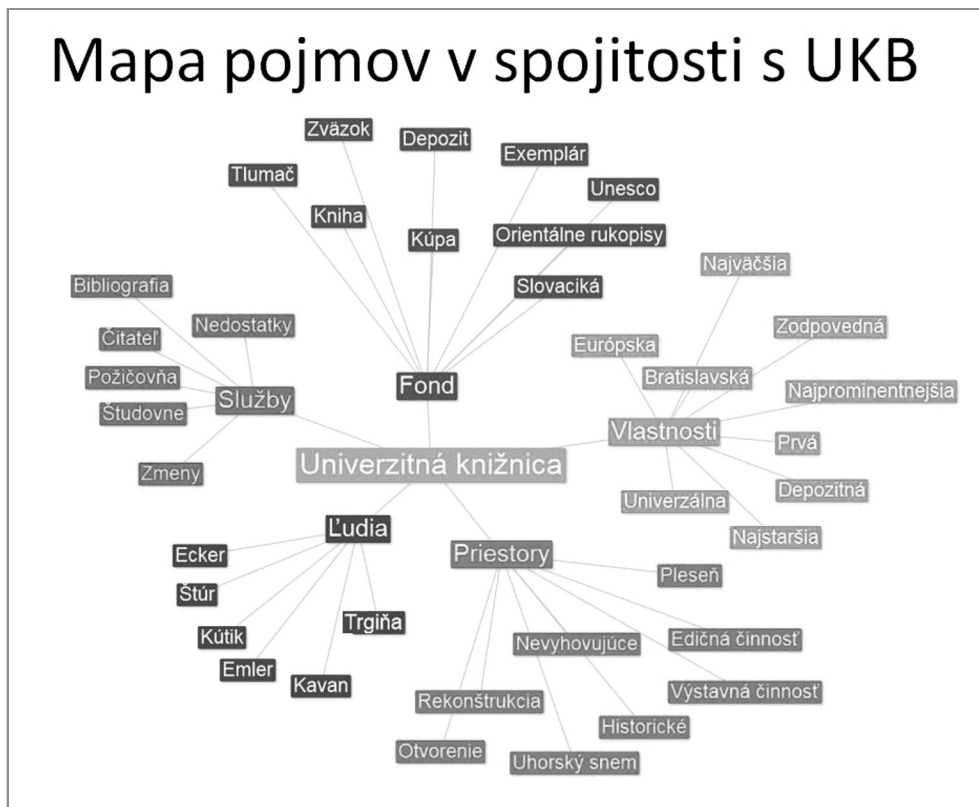 Mapa pojmov v spojitosti s UKB
Zväzok
Depozit
Exemplár
Tlumač
Unesco
Kniha
Kúpa
Orientálne rukopisy
Slovaciká
Najväčšia
Bibliografia
Nedostatky
Čitateľ
Požičovňa
Študovne
Služby
Zmeny
Fond
Európska
Zodpovedná
Bratislavská
Najprominentnejšia
Vlastnosti
Prvá
Depozitná
Univerzálna
Najstaršia
Univerzitná knižnica
Ľudia
Ecker
Štúr
Kútik
Emler
Kavan
Trgiňa
Priestory
Pleseň
Edičná činnosť
Nevyhovujúce
Výstavná činnosť
Rekonštrukcia
Historické
Otvorenie
Uhorský snem